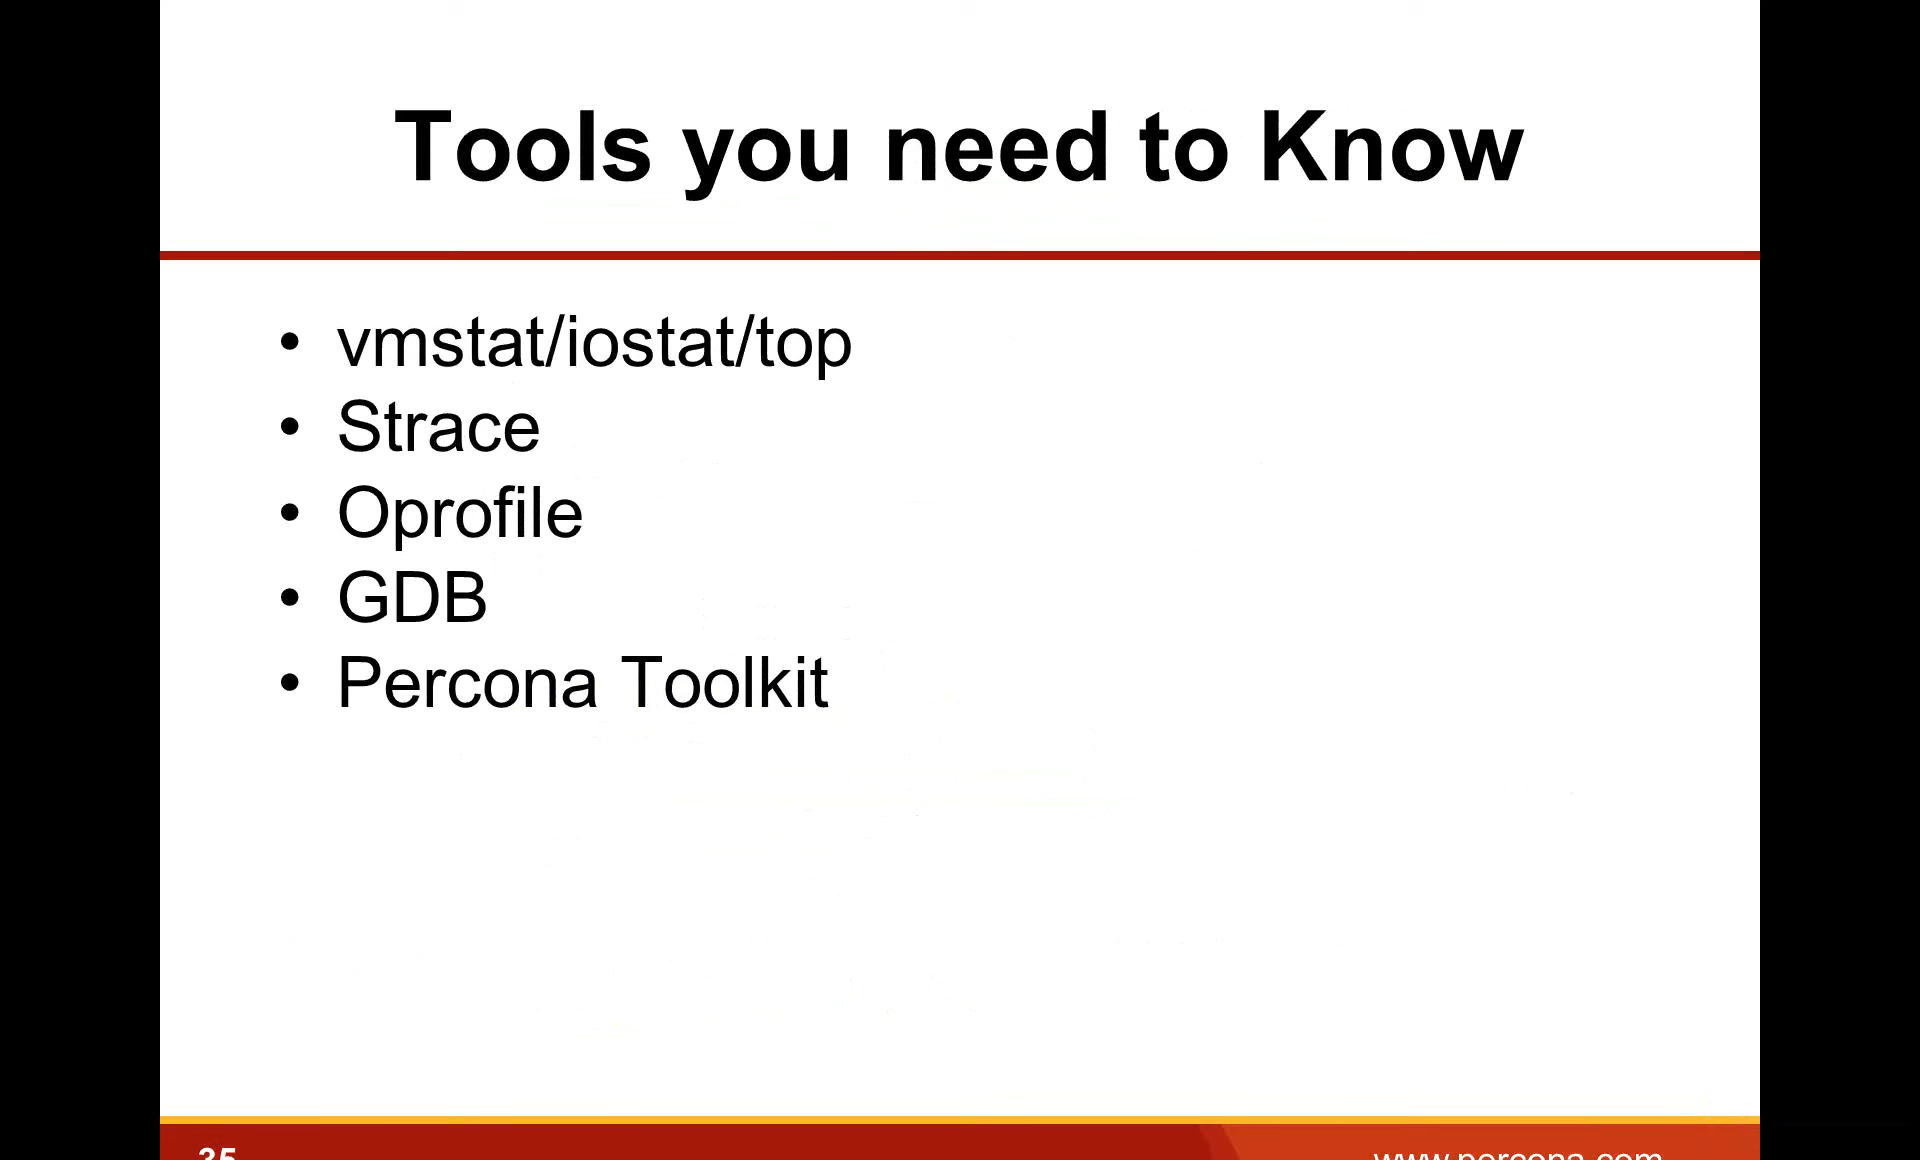 Tools you need to Know
• vmstat/iostat/top
• Strace
• Oprofile
• GDB
• Percona Toolkit
35
www.percona.com